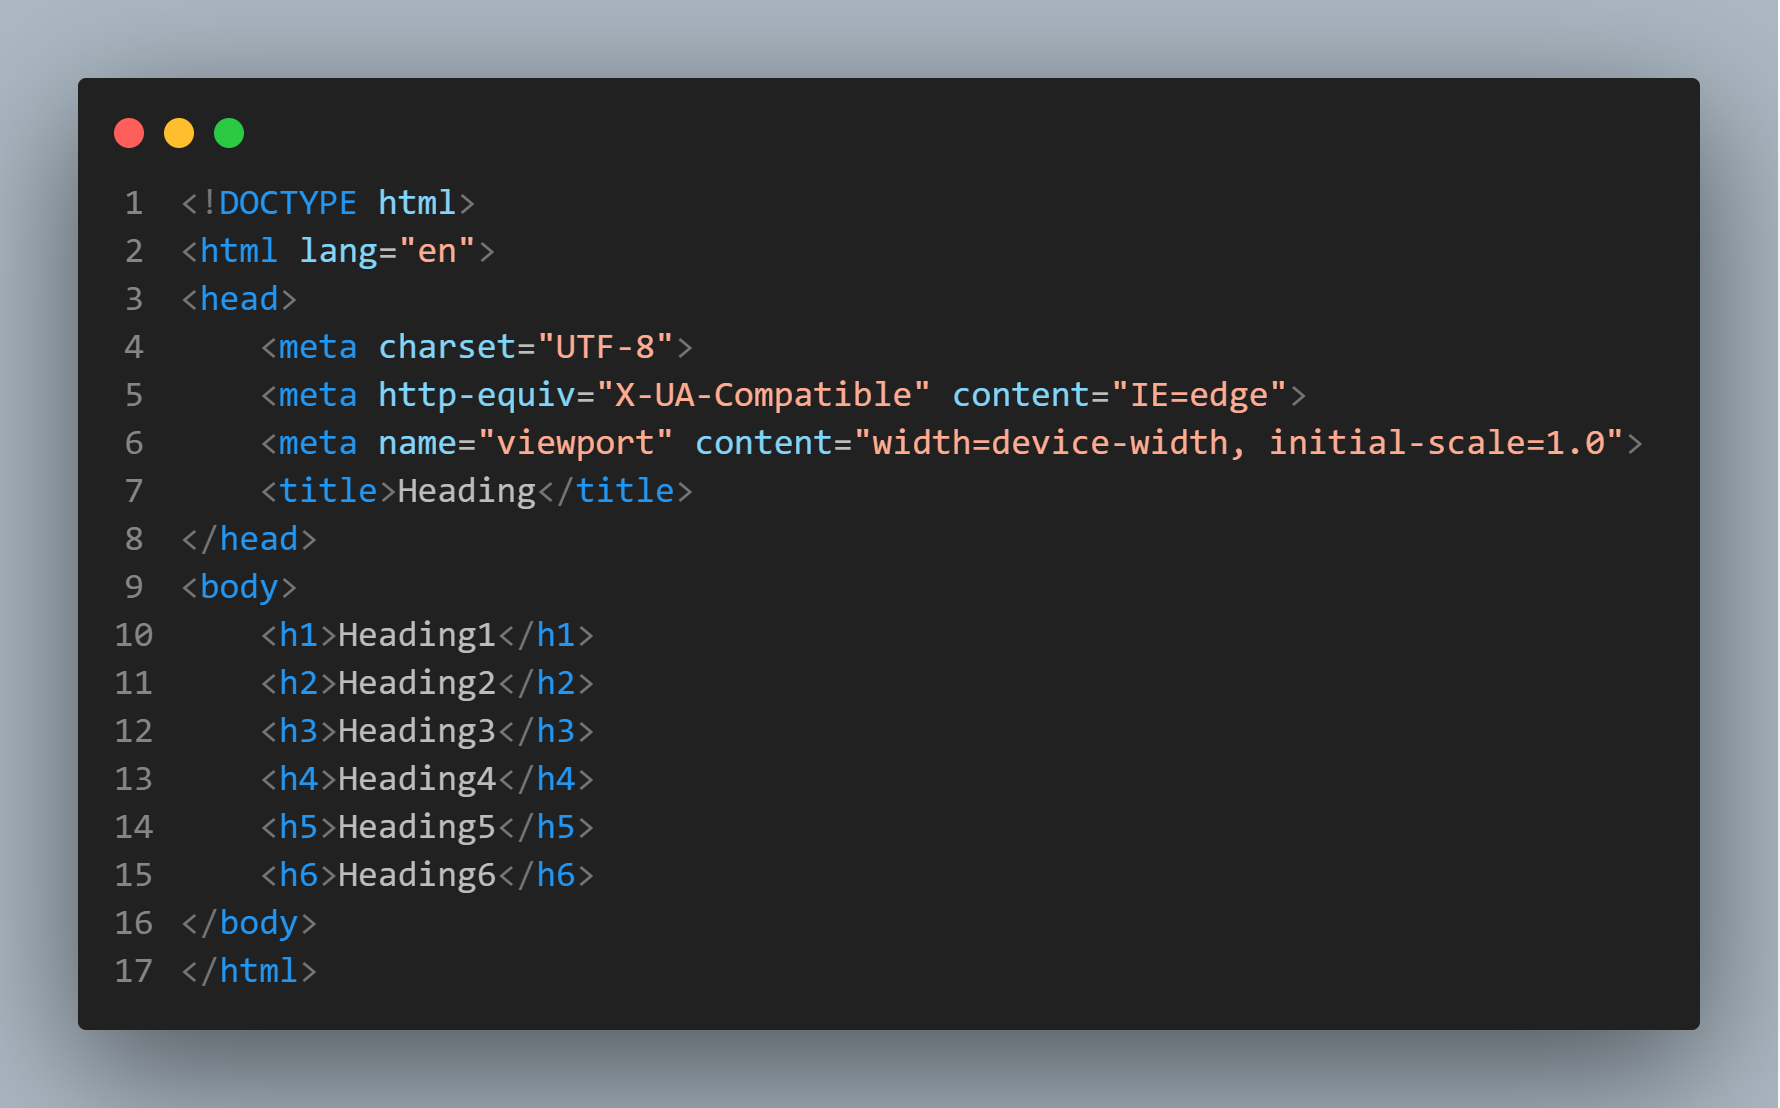 1 <!DOCTYPE html>
2 <html lang="en">
3 <head>
4     <meta charset="UTF-8">
5     <meta http-equiv="X-UA-Compatible" content="IE=edge">
6     <meta name="viewport" content="width=device-width, initial-scale=1.0">
7     <title>Heading</title>
8 </head>
9 <body>
10     <h1>Heading1</h1>
11     <h2>Heading2</h2>
12     <h3>Heading3</h3>
13     <h4>Heading4</h4>
14     <h5>Heading5</h5>
15     <h6>Heading6</h6>
16 </body>
17 </html>